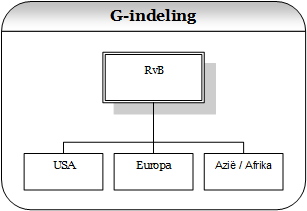 G-indeling
RvB
USA
Europa
Azië / Afrika